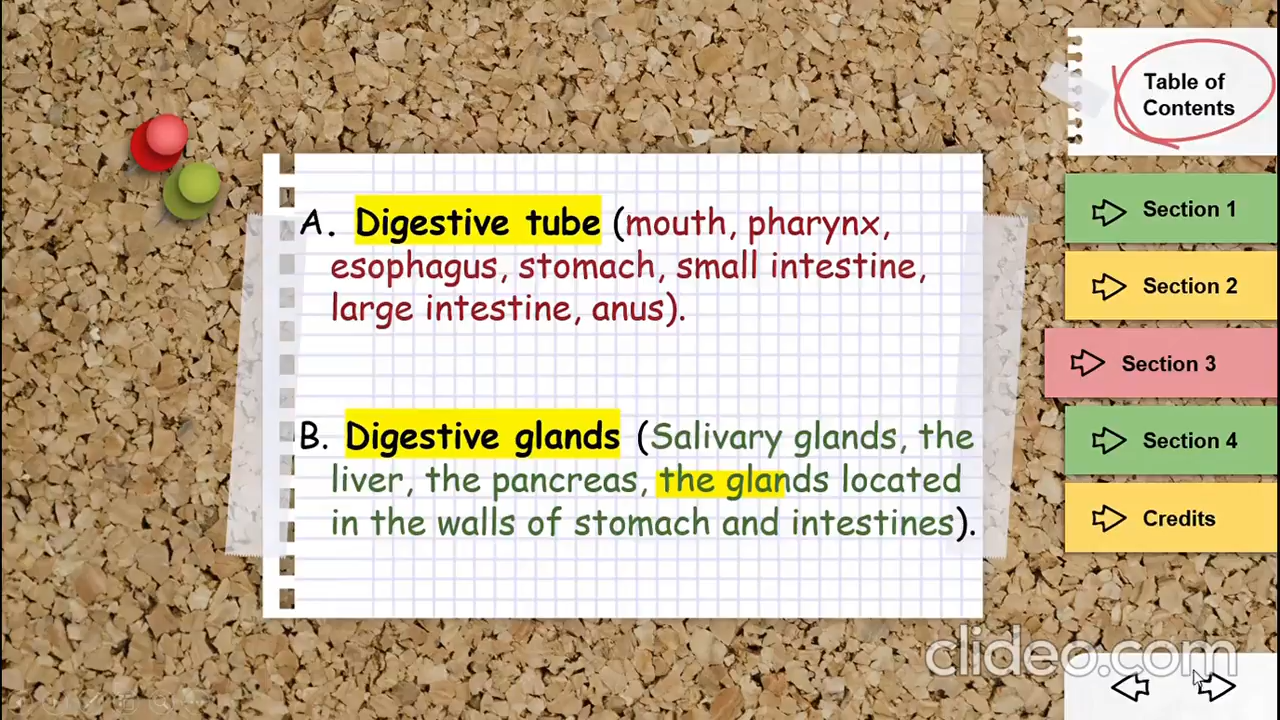 A. Digestive tube (mouth, pharynx,
esophagus, stomach, small intestine,
large intestine, anus).
B. Digestive glands (Salivary glands, the
liver, the pancreas, the glands located
in the walls of stomach and intestines).
Table of
Contents
Section 1
Section 2
Section 3
Section 4
Credits
clideo.com